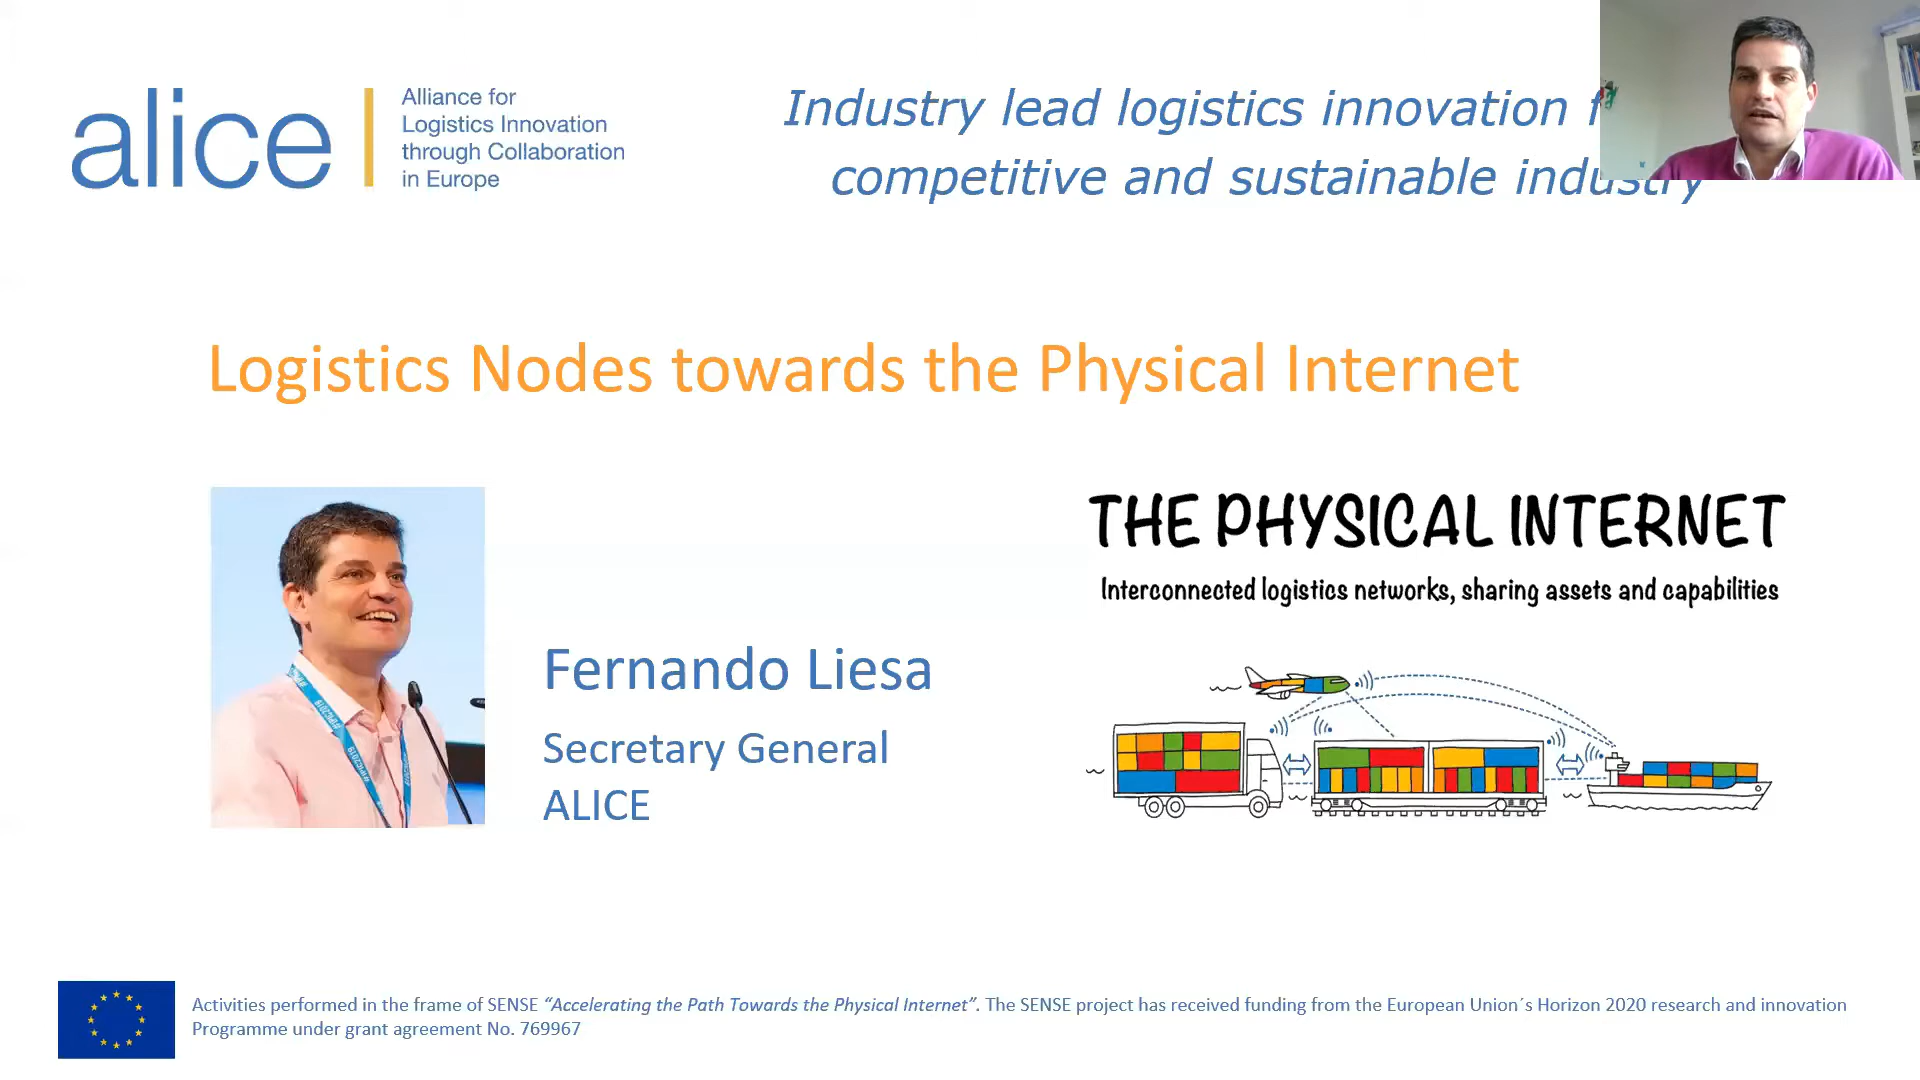 alice
Alliance for
Logistics Innovation
through Collaboration
in Europe
Industry lead logistics innovation
competitive and sustainable industry
Logistics Nodes towards the Physical Internet
THE PHYSICAL INTERNET
Interconnected logistics networks, sharing assets and capabilities
Fernando Liesa
Secretary General
ALICE
#IPIC2019
#IPIC2019
Activities performed in the frame of SENSE “Accelerating the Path Towards the Physical Internet”. The SENSE project has received funding from the European Union´s Horizon 2020 research and innovation
Programme under grant agreement No. 769967